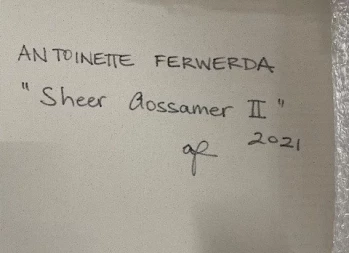 ANTOINETTE FERWERDA
"Sheer Gossamer II"
2021
af